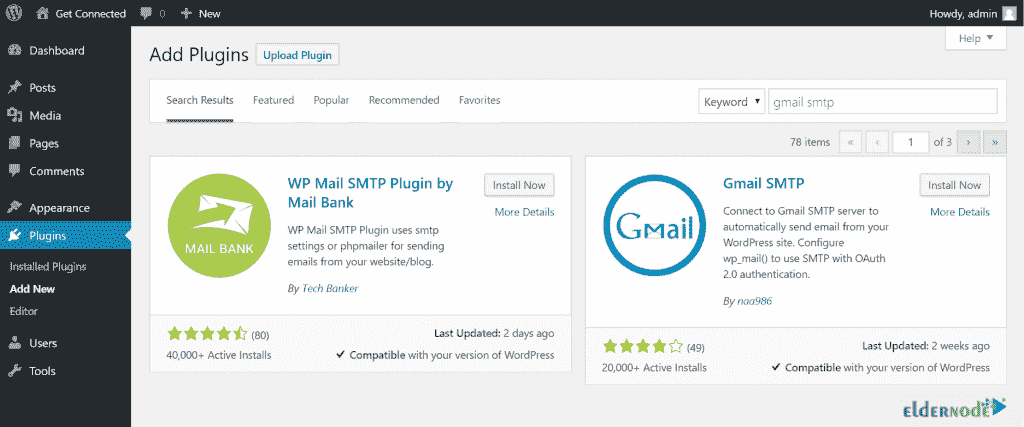 Get Connected 0 New Howdy, admin
Dashboard
Posts
Media
Pages
Comments
Appearance
Plugins
Installed Plugins
Add New
Editor
Users
Tools
Help
Add Plugins Upload Plugin
Search Results Featured Popular Recommended Favorites Keyword gmail smtp
78 items « ‹ 1 of 3 › »
MAIL BANK
WP Mail SMTP Plugin by
Mail Bank
Install Now
More Details
WP Mail SMTP Plugin uses smtp
settings or phpmailer for sending
emails from your website/blog.
By Tech Banker
(80) Last Updated: 2 days ago
40,000+ Active Installs Compatible with your version of WordPress
Gmail
Gmail SMTP
Install Now
More Details
Connect to Gmail SMTP server to
automatically send email from your
WordPress site. Configure
wp_mail() to use SMTP with OAuth
2.0 authentication.
By naa986
(49) Last Updated: 2 weeks ago
20,000+ Active Installs Compatible with your version of WordPress
eldernode